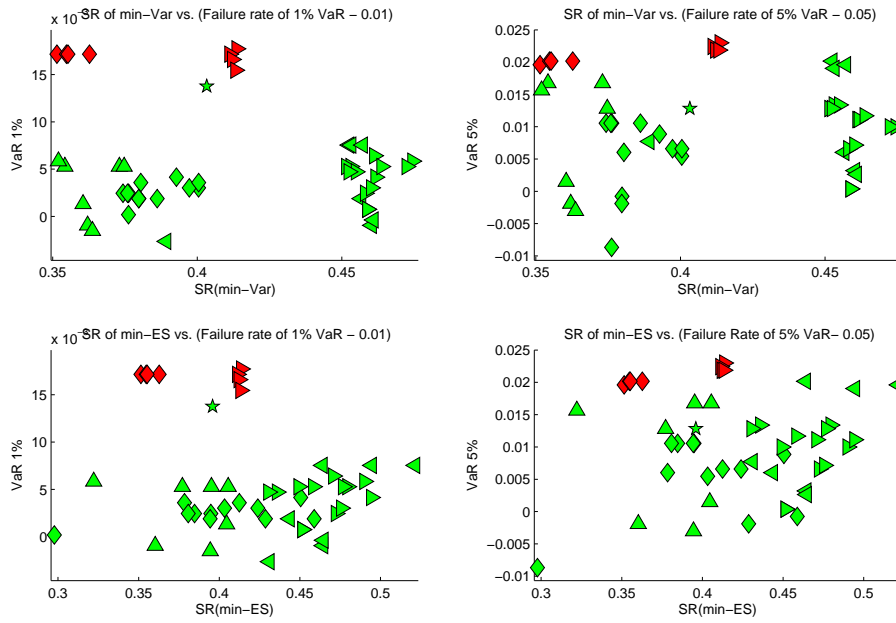 SR of min-Var vs. (Failure rate of 1% VaR - 0.01)
x 10
15
10
5
0
VaR 1%
0.35
0.4
0.45
SR(min-Var)
SR of min-Var vs. (Failure rate of 5% VaR - 0.05)
0.025
0.02
0.015
0.01
0.005
0
−0.005
−0.01
VaR 5%
0.35
0.4
0.45
SR(min-Var)
SR of min-ES vs. (Failure rate of 1% VaR - 0.01)
x 10
15
10
5
0
VaR 1%
0.3
0.35
0.4
0.45
0.5
SR(min-ES)
SR of min-ES vs. (Failure Rate of 5% VaR- 0.05)
0.025
0.02
0.015
0.01
0.005
0
−0.005
−0.01
VaR 5%
0.3
0.35
0.4
0.45
0.5
SR(min-ES)